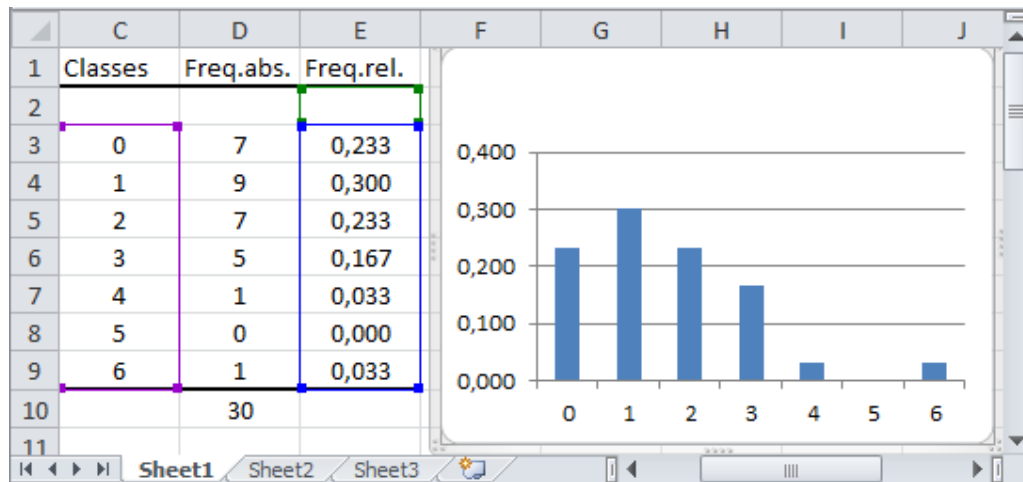 C D E F G H I J
1 Classes Freq.abs. Freq.rel.
2
3 0 7 0,233
4 1 9 0,300
5 2 7 0,233
6 3 5 0,167
7 4 1 0,033
8 5 0 0,000
9 6 1 0,033
10 30
11
0,400
0,300
0,200
0,100
0,000
0 1 2 3 4 5 6
Sheet1 Sheet2 Sheet3